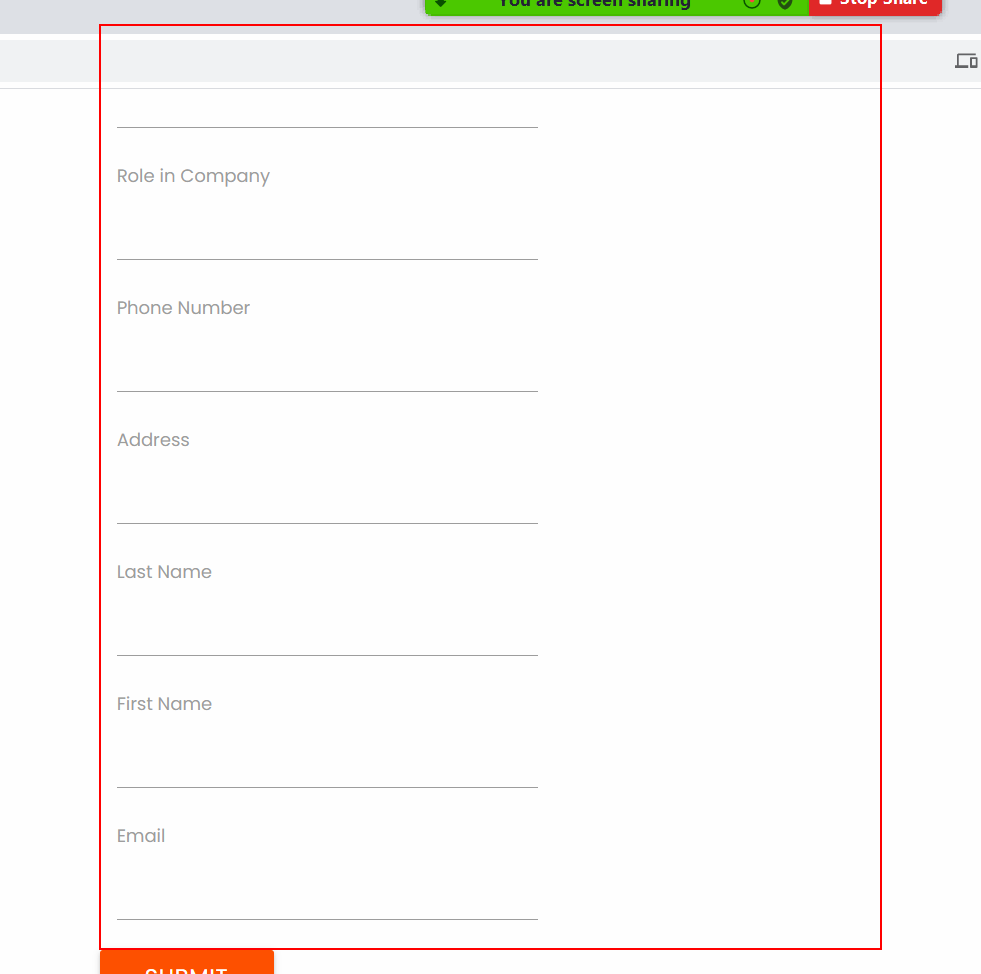 You are screen sharing
Stop Share
Role in Company
Phone Number
Address
Last Name
First Name
Email
SUBMIT